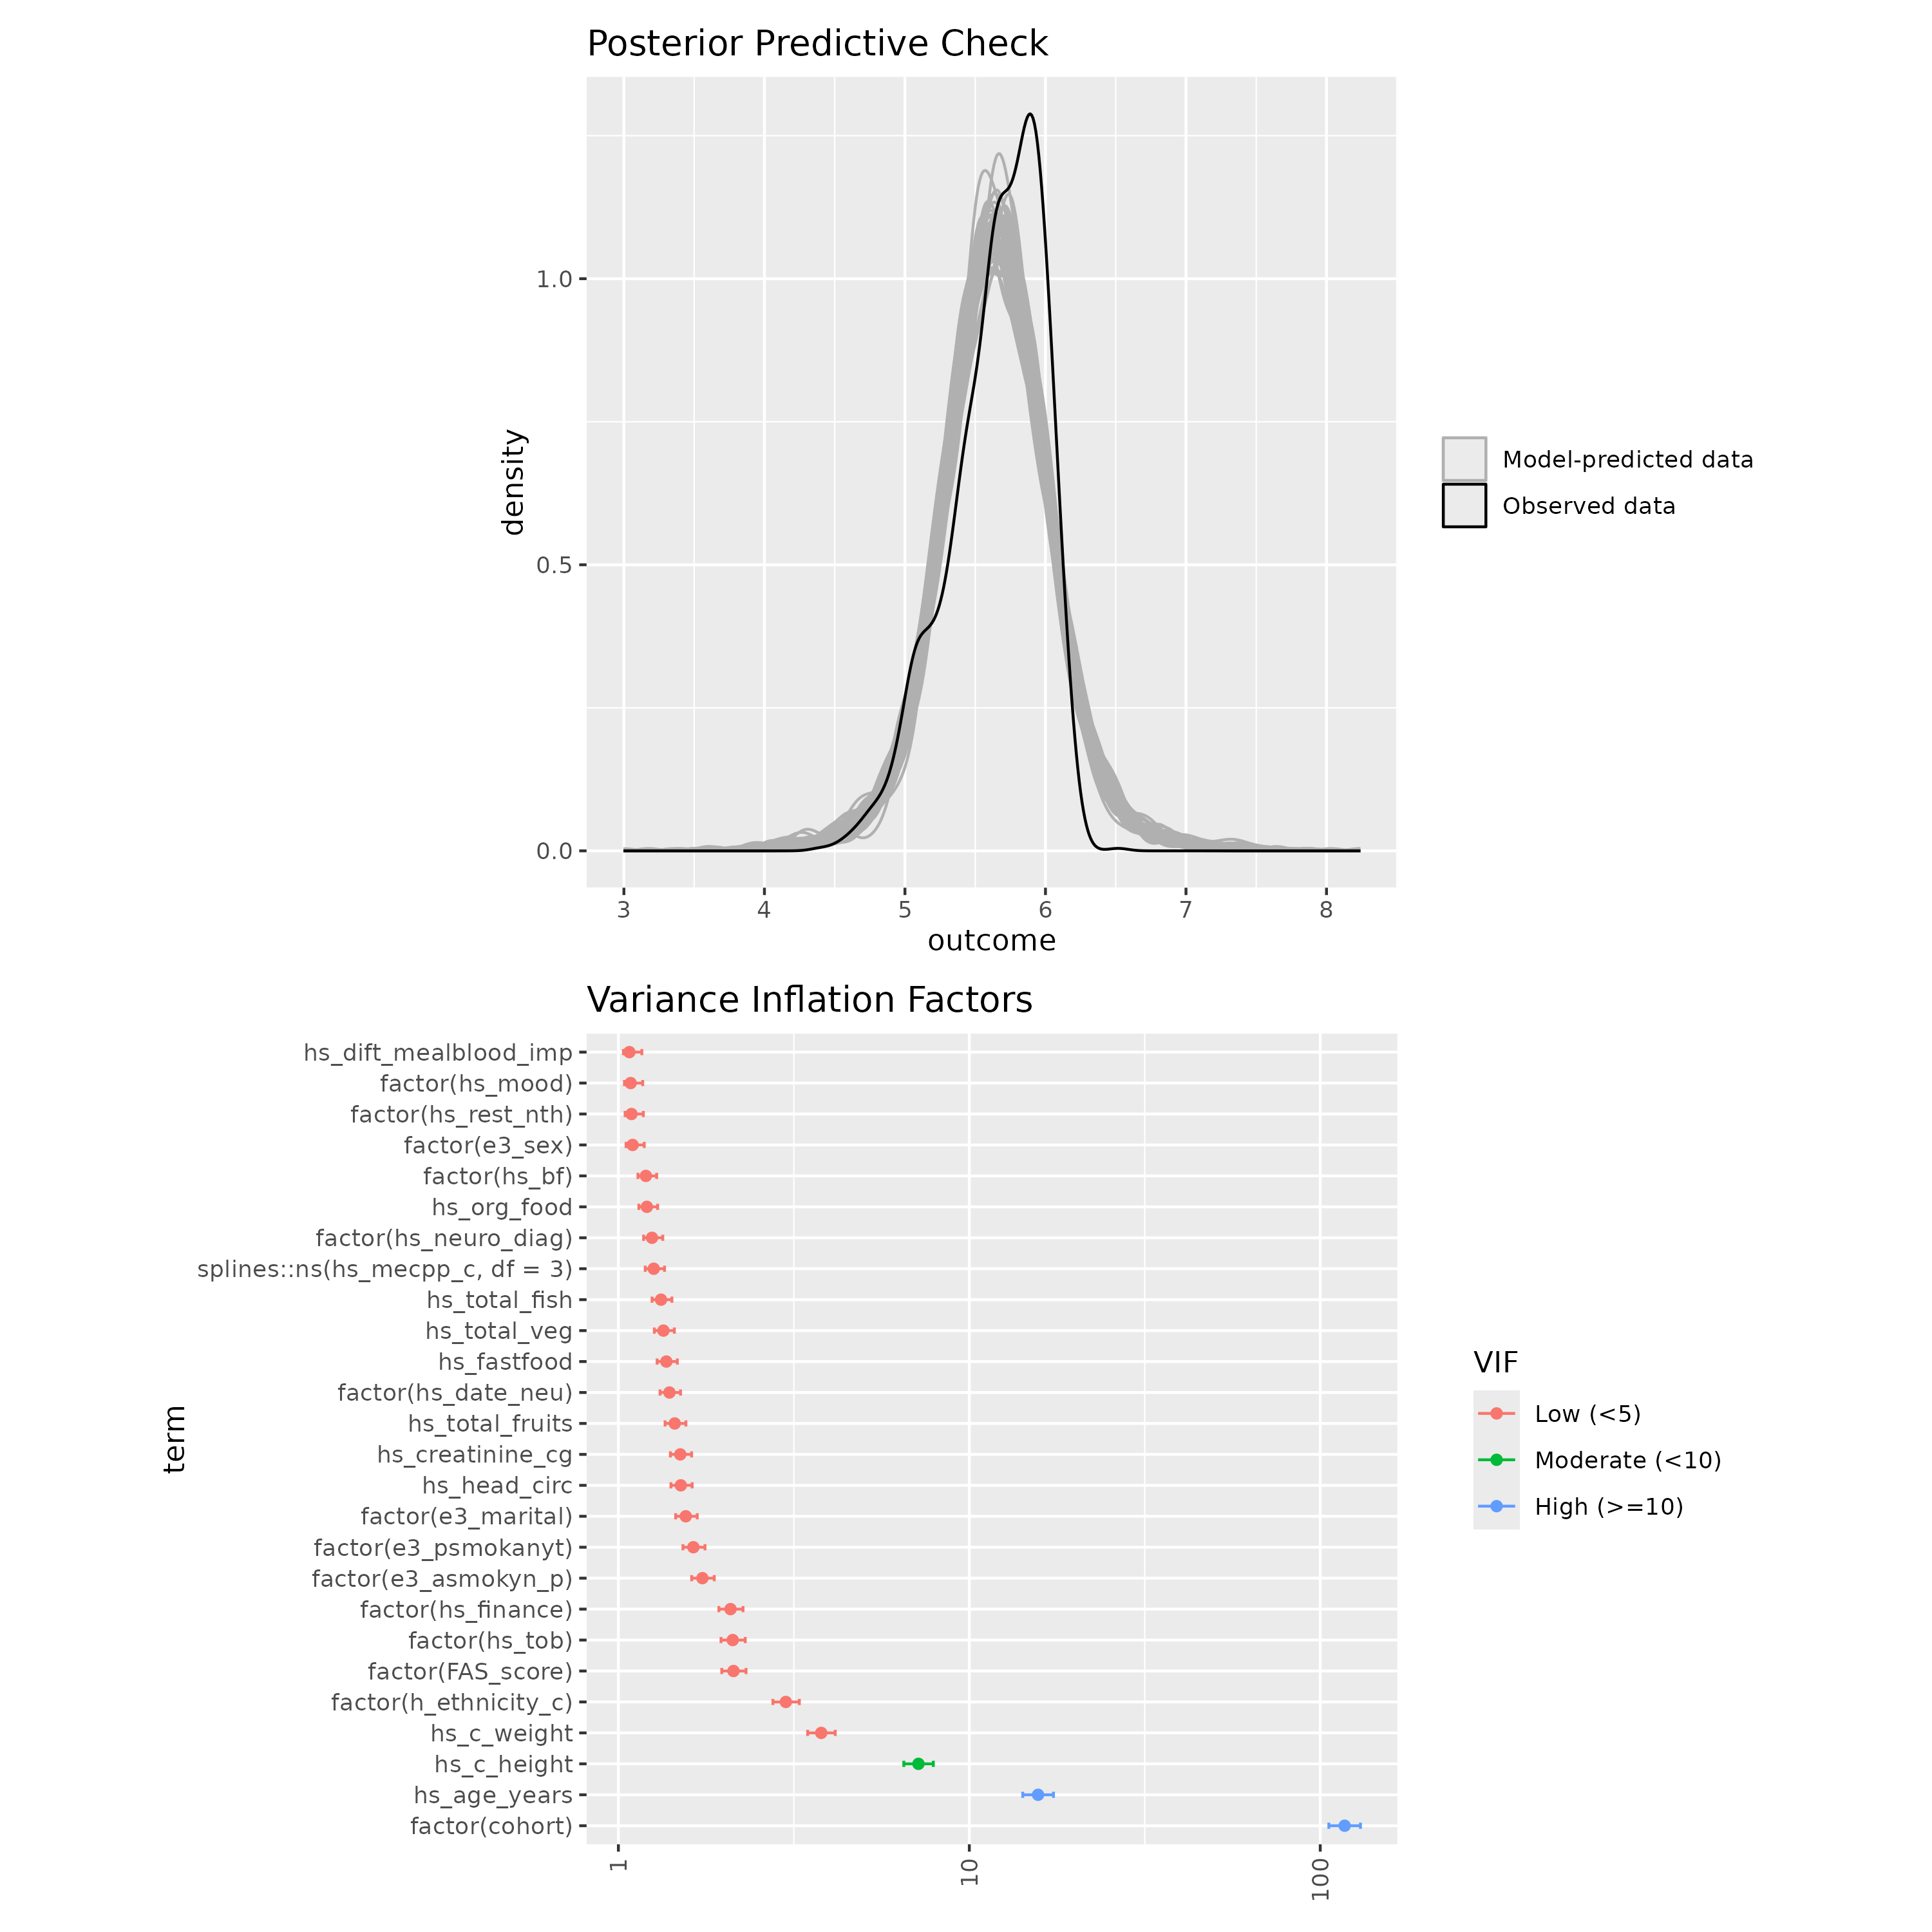 Posterior Predictive Check
density
1.0
0.5
0.0
3 4 5 6 7 8
outcome
Model-predicted data
Observed data
Variance Inflation Factors
term
hs_dift_mealblood_imp
factor(hs_mood)
factor(hs_rest_nth)
factor(e3_sex)
factor(hs_bf)
hs_org_food
factor(hs_neuro_diag)
splines::ns(hs_mecpp_c, df = 3)
hs_total_fish
hs_total_veg
hs_fastfood
factor(hs_date_neu)
hs_total_fruits
hs_creatinine_cg
hs_head_circ
factor(e3_marital)
factor(e3_psmokanyt)
factor(e3_asmokyn_p)
factor(hs_finance)
factor(hs_tob)
factor(FAS_score)
factor(h_ethnicity_c)
hs_c_weight
hs_c_height
hs_age_years
factor(cohort)
1 10 100
VIF
Low (<5)
Moderate (<10)
High (>=10)